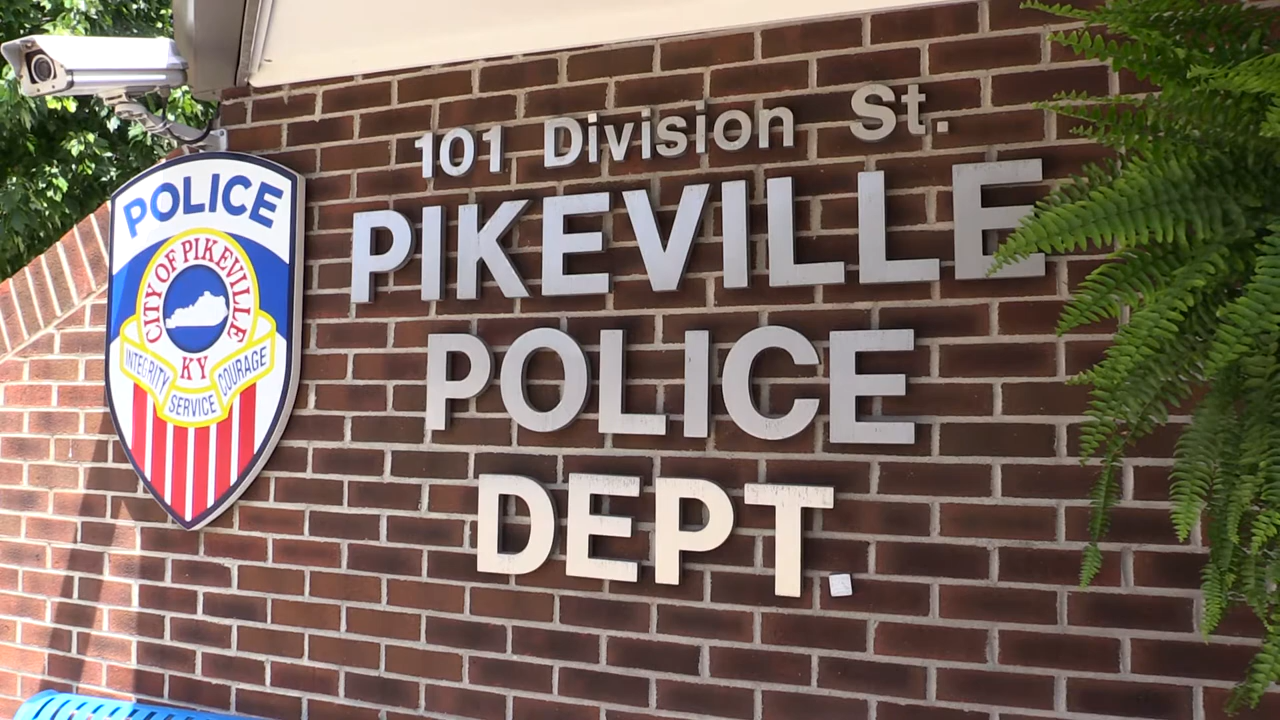 101 Division St.
PIKEVILLE
POLICE
DEPT.
POLICE
CITY OF PIKEVILLE
KY
INTEGRITY
SERVICE
COURAGE